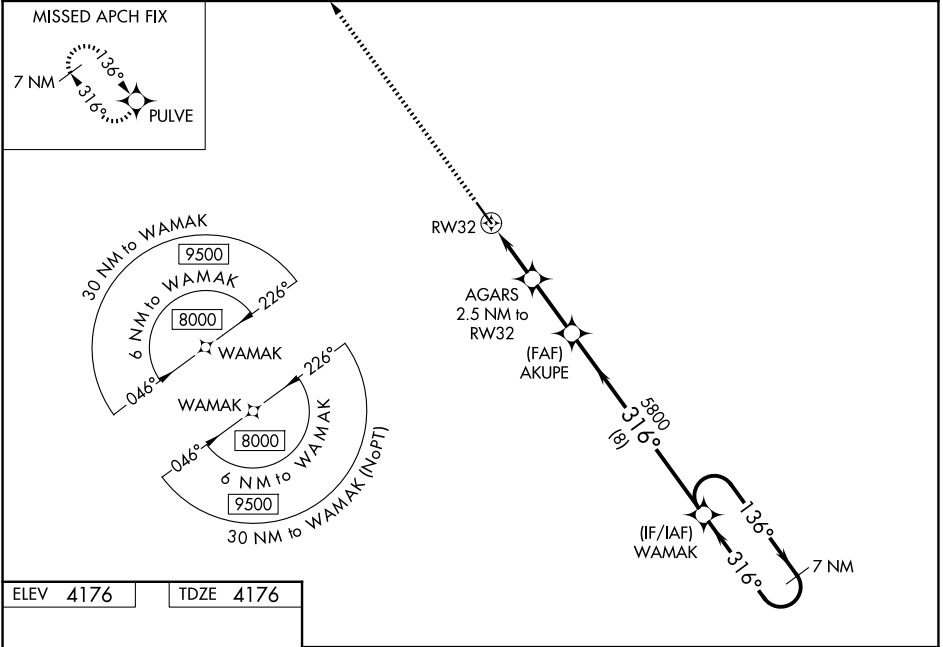 MISSED APCH FIX
136°
7 NM
316°
PULVE
RW32
AGARS
2.5 NM to
RW32
(FAF)
AKUPE
5800
316°
(8)
(IF/IAF)
WAMAK
136°
316°
7 NM
30 NM to WAMAK
9500
6 NM to WAMAK
8000
226°
WAMAK
046°
226°
WAMAK
8000
046°
6 NM to WAMAK
9500
30 NM to WAMAK (NoPT)
ELEV 4176
TDZE 4176